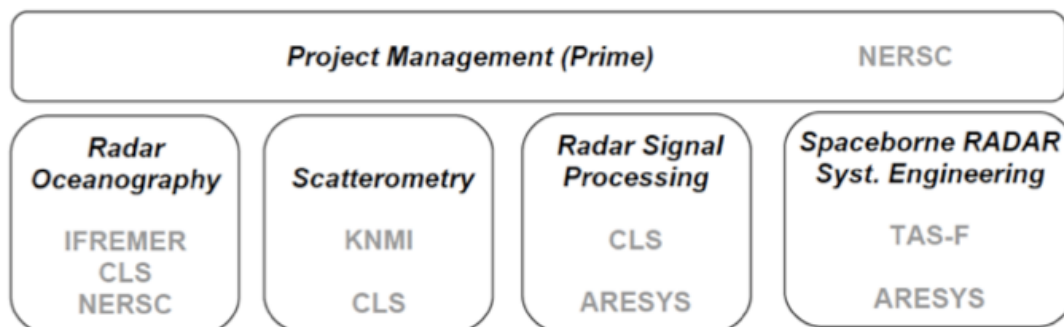 Project Management (Prime) NERSC
Radar
Oceanography
IFREMER
CLS
NERSC
Scatterometry
KNMI
CLS
Radar Signal
Processing
CLS
ARESYS
Spaceborne RADAR
Syst. Engineering
TAS-F
ARESYS